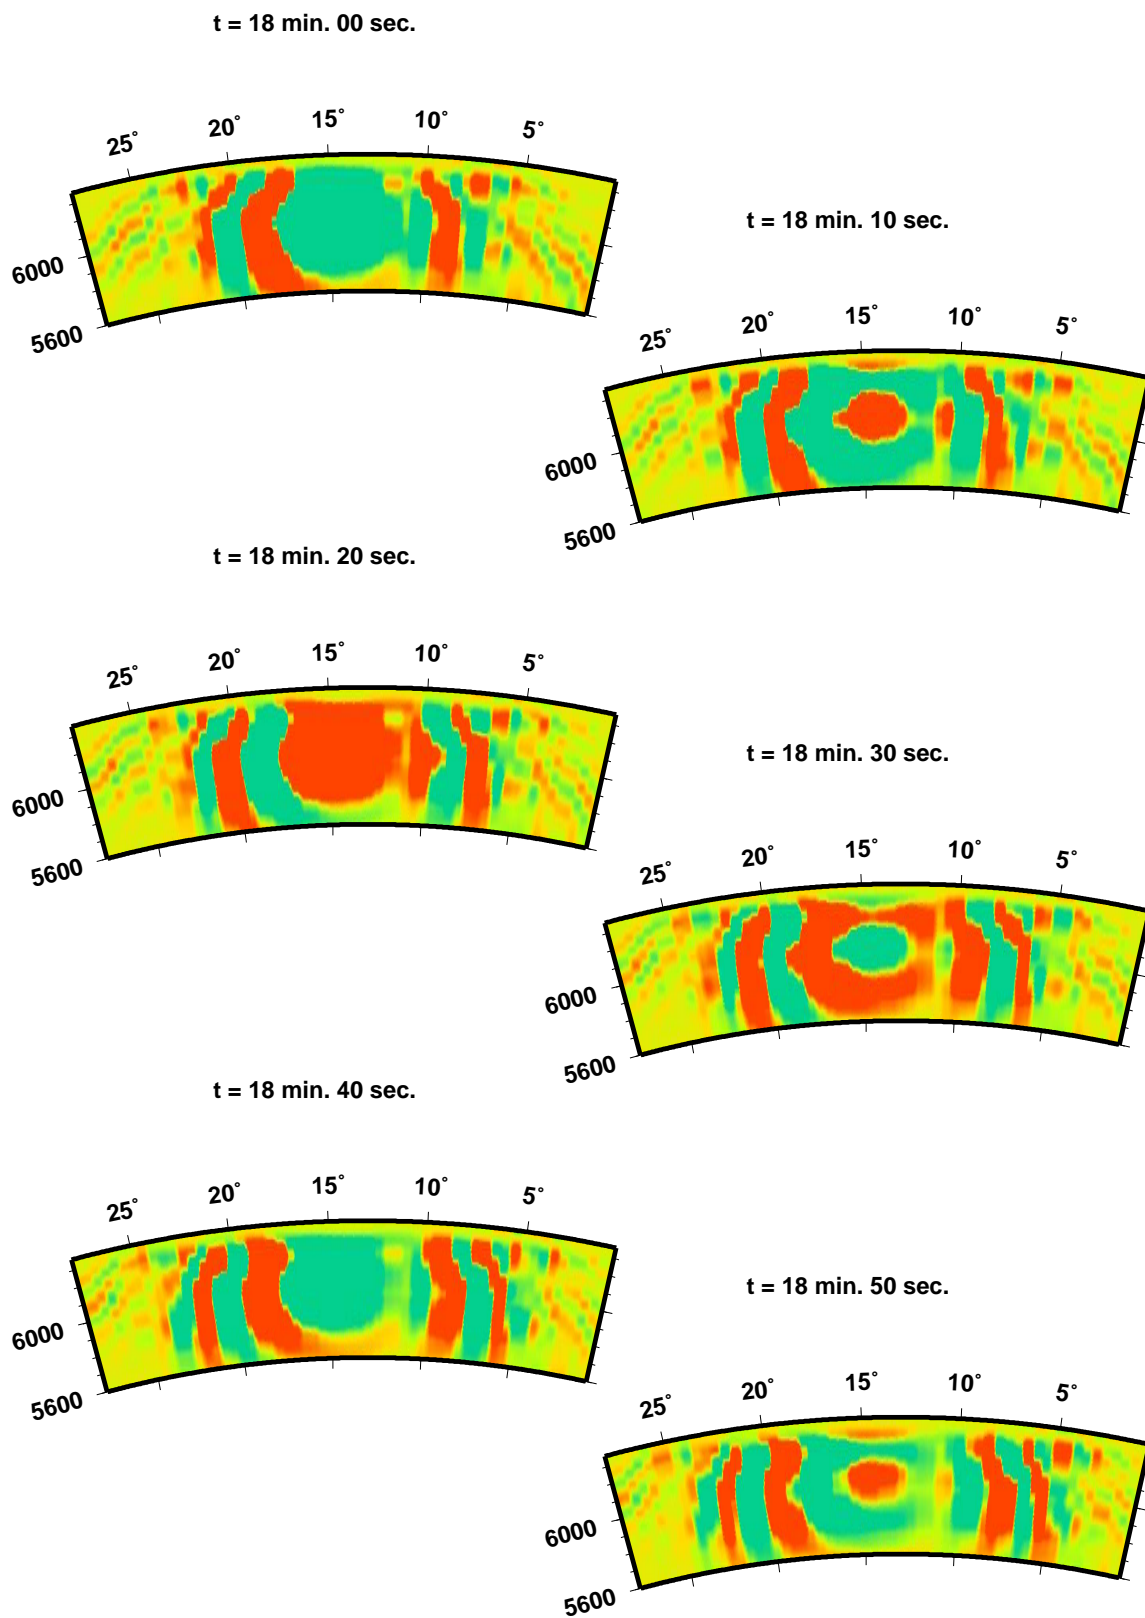 t = 18 min. 00 sec.
25° 20° 15° 10° 5°
6000
5600
t = 18 min. 10 sec.
25° 20° 15° 10° 5°
6000
5600
t = 18 min. 20 sec.
25° 20° 15° 10° 5°
6000
5600
t = 18 min. 30 sec.
25° 20° 15° 10° 5°
6000
5600
t = 18 min. 40 sec.
25° 20° 15° 10° 5°
6000
5600
t = 18 min. 50 sec.
25° 20° 15° 10° 5°
6000
5600